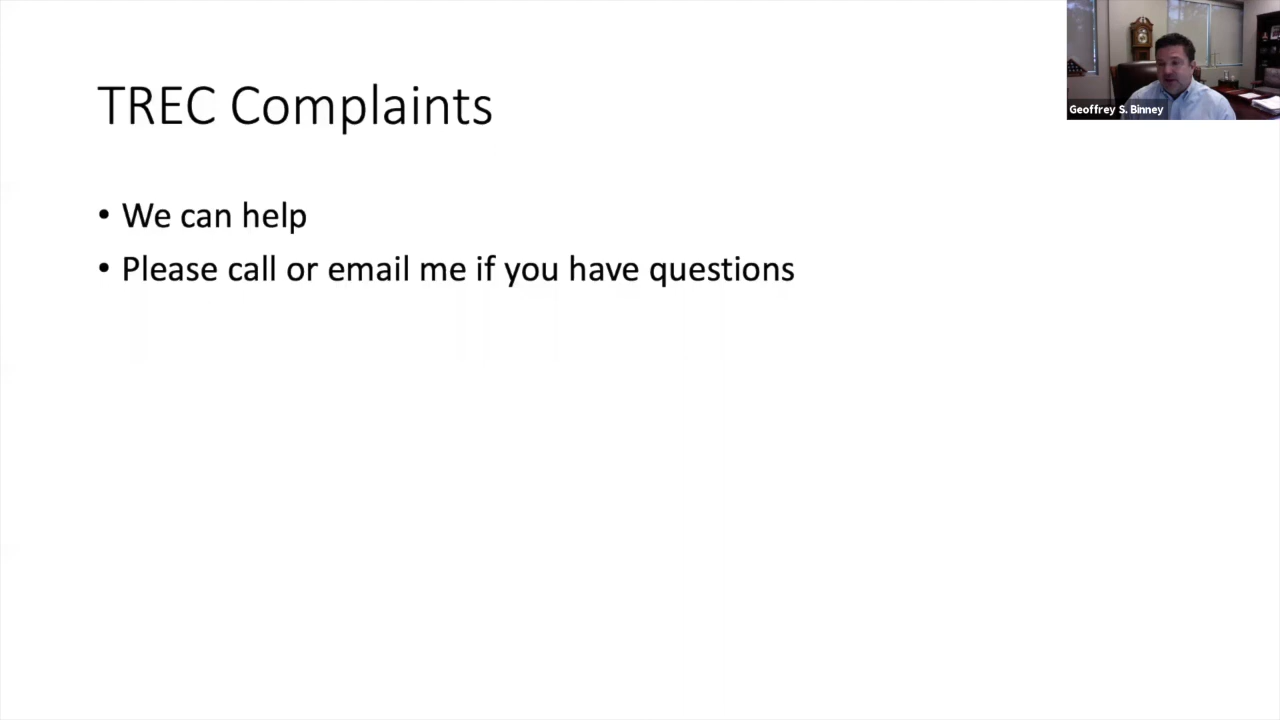 TREC Complaints
Geoffrey S. Binney
• We can help
• Please call or email me if you have questions